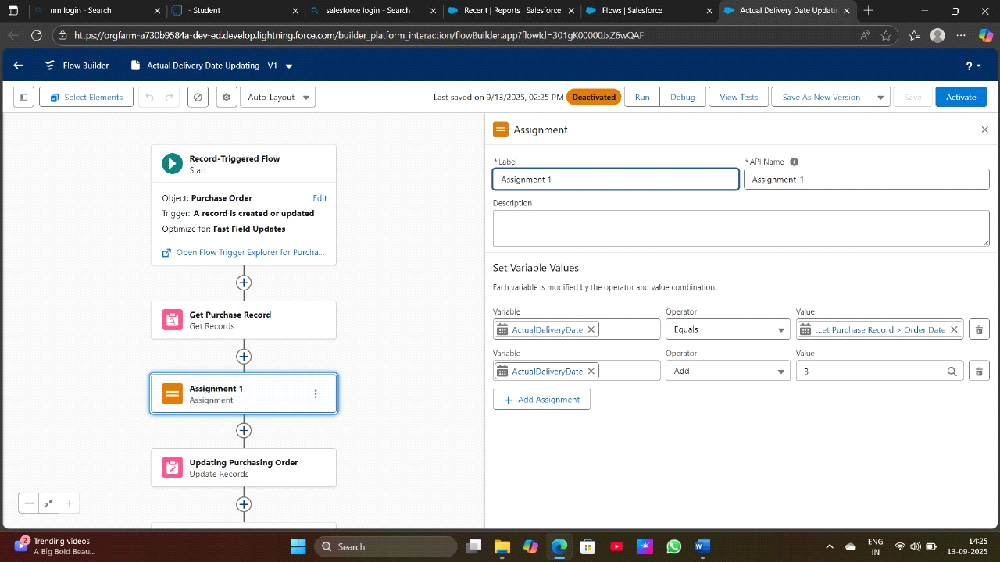 nm login - Search
- Student
salesforce login - Search
Recent | Reports | Salesforce
Flows | Salesforce
Actual Delivery Date Updatin
https://orgfarm-a730b9584a-dev-ed.develop.lightning.force.com/builder_platform_interaction/flowBuilder.app?flowId=301gK00000JxZ6wQAF
Flow Builder
Actual Delivery Date Updating - V1
?
Select Elements
Auto-Layout
Last saved on 9/13/2025, 02:25 PM
Deactivated
Run
Debug
View Tests
Save As New Version
Save
Activate
Record-Triggered Flow
Start
Object: Purchase Order
Edit
Trigger: A record is created or updated
Optimize for: Fast Field Updates
Open Flow Trigger Explorer for Purcha...
Get Purchase Record
Get Records
Assignment 1
Assignment
Updating Purchasing Order
Update Records
Assignment
* Label
* API Name
Assignment 1
Assignment_1
Description
Set Variable Values
Each variable is modified by the operator and value combination.
Variable
Operator
Value
ActualDeliveryDate
Equals
...et Purchase Record > Order Date
Variable
Operator
Value
ActualDeliveryDate
Add
3
Add Assignment
2
Trending videos
A Big Bold Beau...
Search
ENG
IN
14:25
13-09-2025